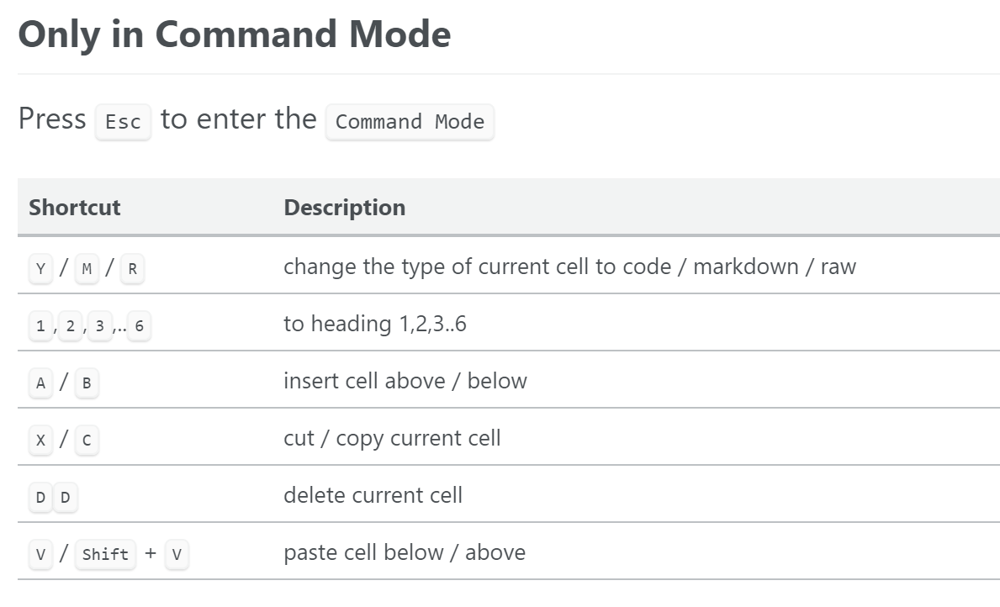 Only in Command Mode
Press Esc to enter the Command Mode
Shortcut Description
Y / M / R change the type of current cell to code / markdown / raw
1,2,3,..6 to heading 1,2,3..6
A / B insert cell above / below
X / C cut / copy current cell
D D delete current cell
V / Shift + V paste cell below / above